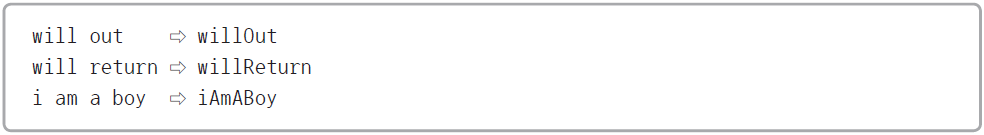 will out    ⇨ willOut
will return ⇨ willReturn
i am a boy  ⇨ iAmABoy